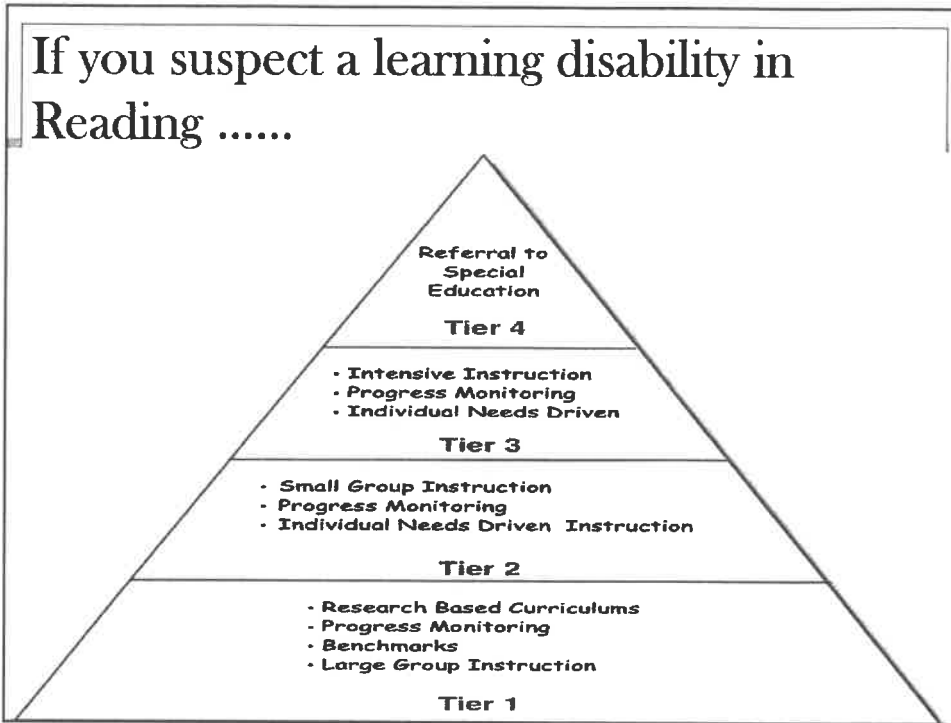 If you suspect a learning disability in
Reading ......
Referral to
Special
Education
Tier 4
· Intensive Instruction
· Progress Monitoring
· Individual Needs Driven
Tier 3
· Small Group Instruction
· Progress Monitoring
· Individual Needs Driven Instruction
Tier 2
· Research Based Curriculums
· Progress Monitoring
· Benchmarks
· Large Group Instruction
Tier 1